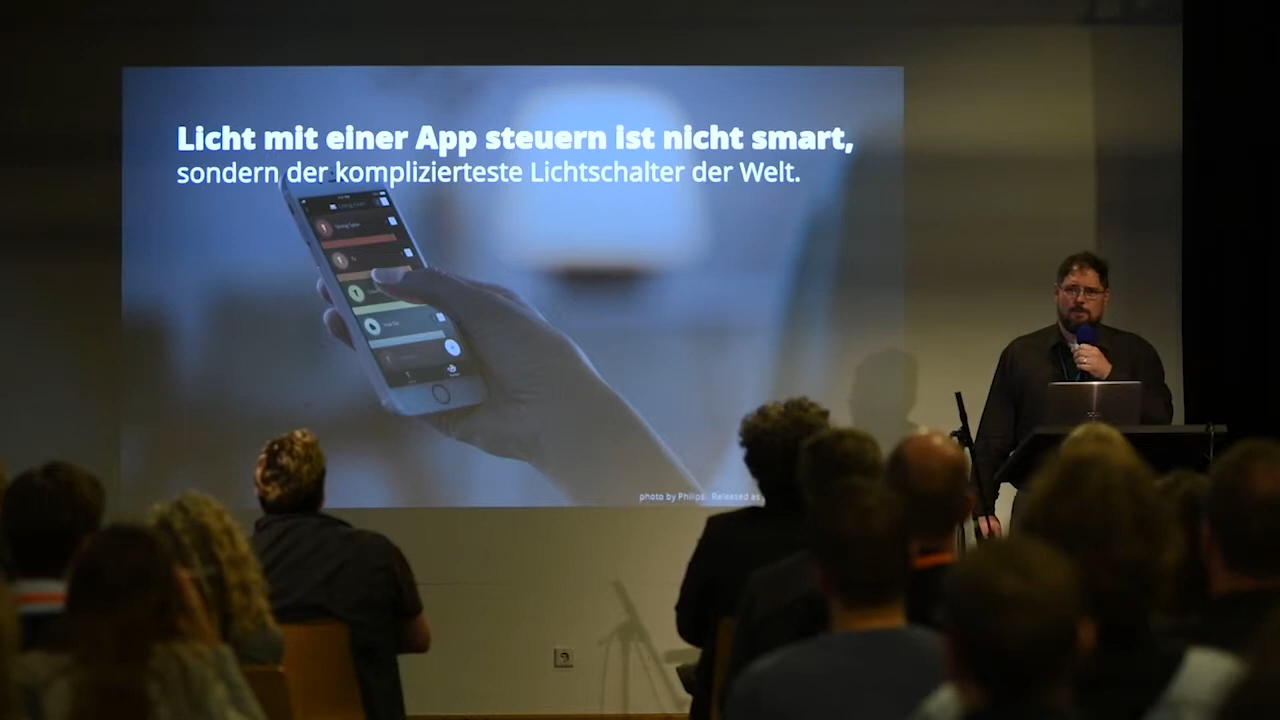 Licht mit einer App steuern ist nicht smart,
sondern der komplizierteste Lichtschalter der Welt.
photo by Philips. Released as